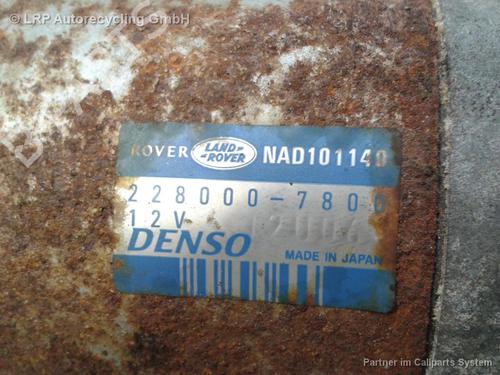 © LRP Autorecycling GmbH
ROVER LAND ROVER NAD101140
228000-7800
12V
DENSO
MADE IN JAPAN
Partner im Callparts System